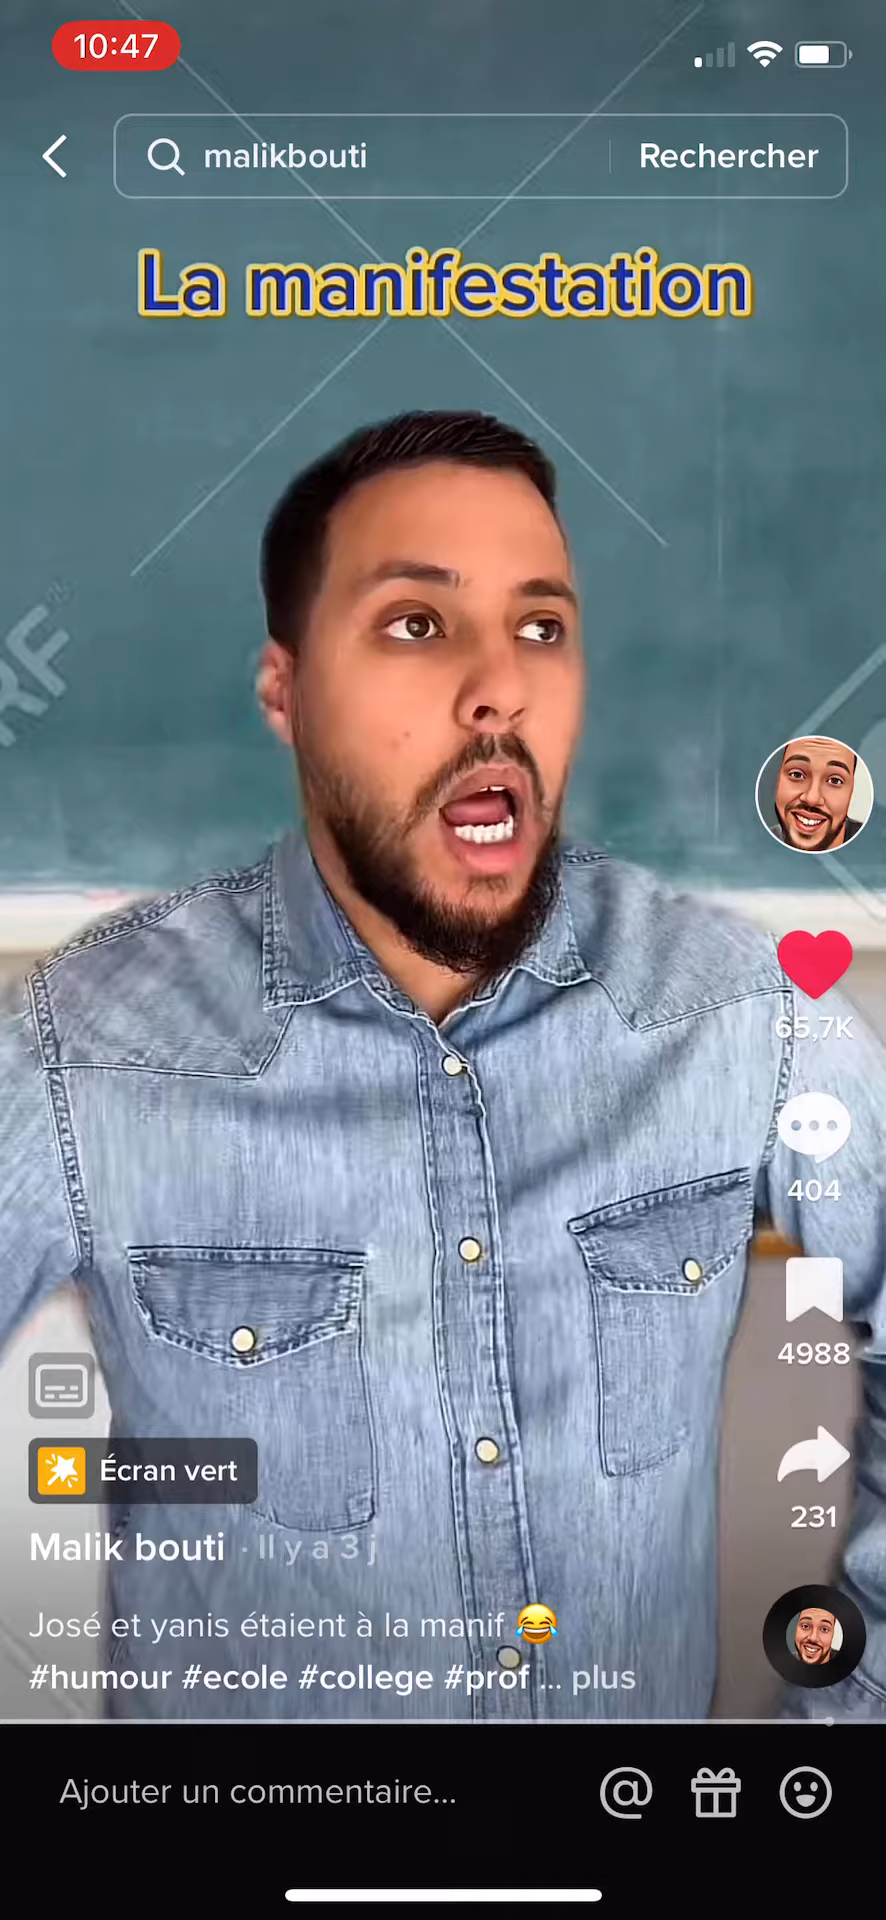 10:47
malikbouti
Rechercher
La manifestation
RF
65,7K
404
4988
231
Écran vert
Malik bouti · Il y a 3 j
José et yanis étaient à la manif 😂
#humour #ecole #college #prof ... plus
Ajouter un commentaire...